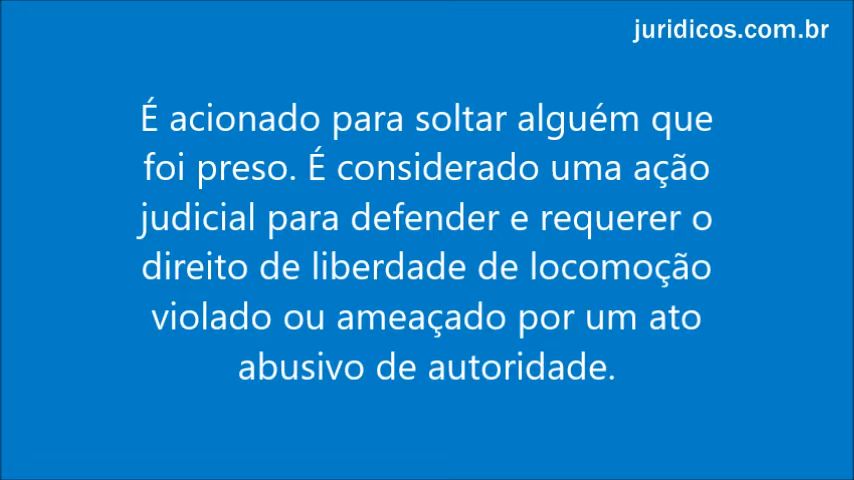 juridicos.com.br
É acionado para soltar alguém que
foi preso. É considerado uma ação
judicial para defender e requerer o
direito de liberdade de locomoção
violado ou ameaçado por um ato
abusivo de autoridade.